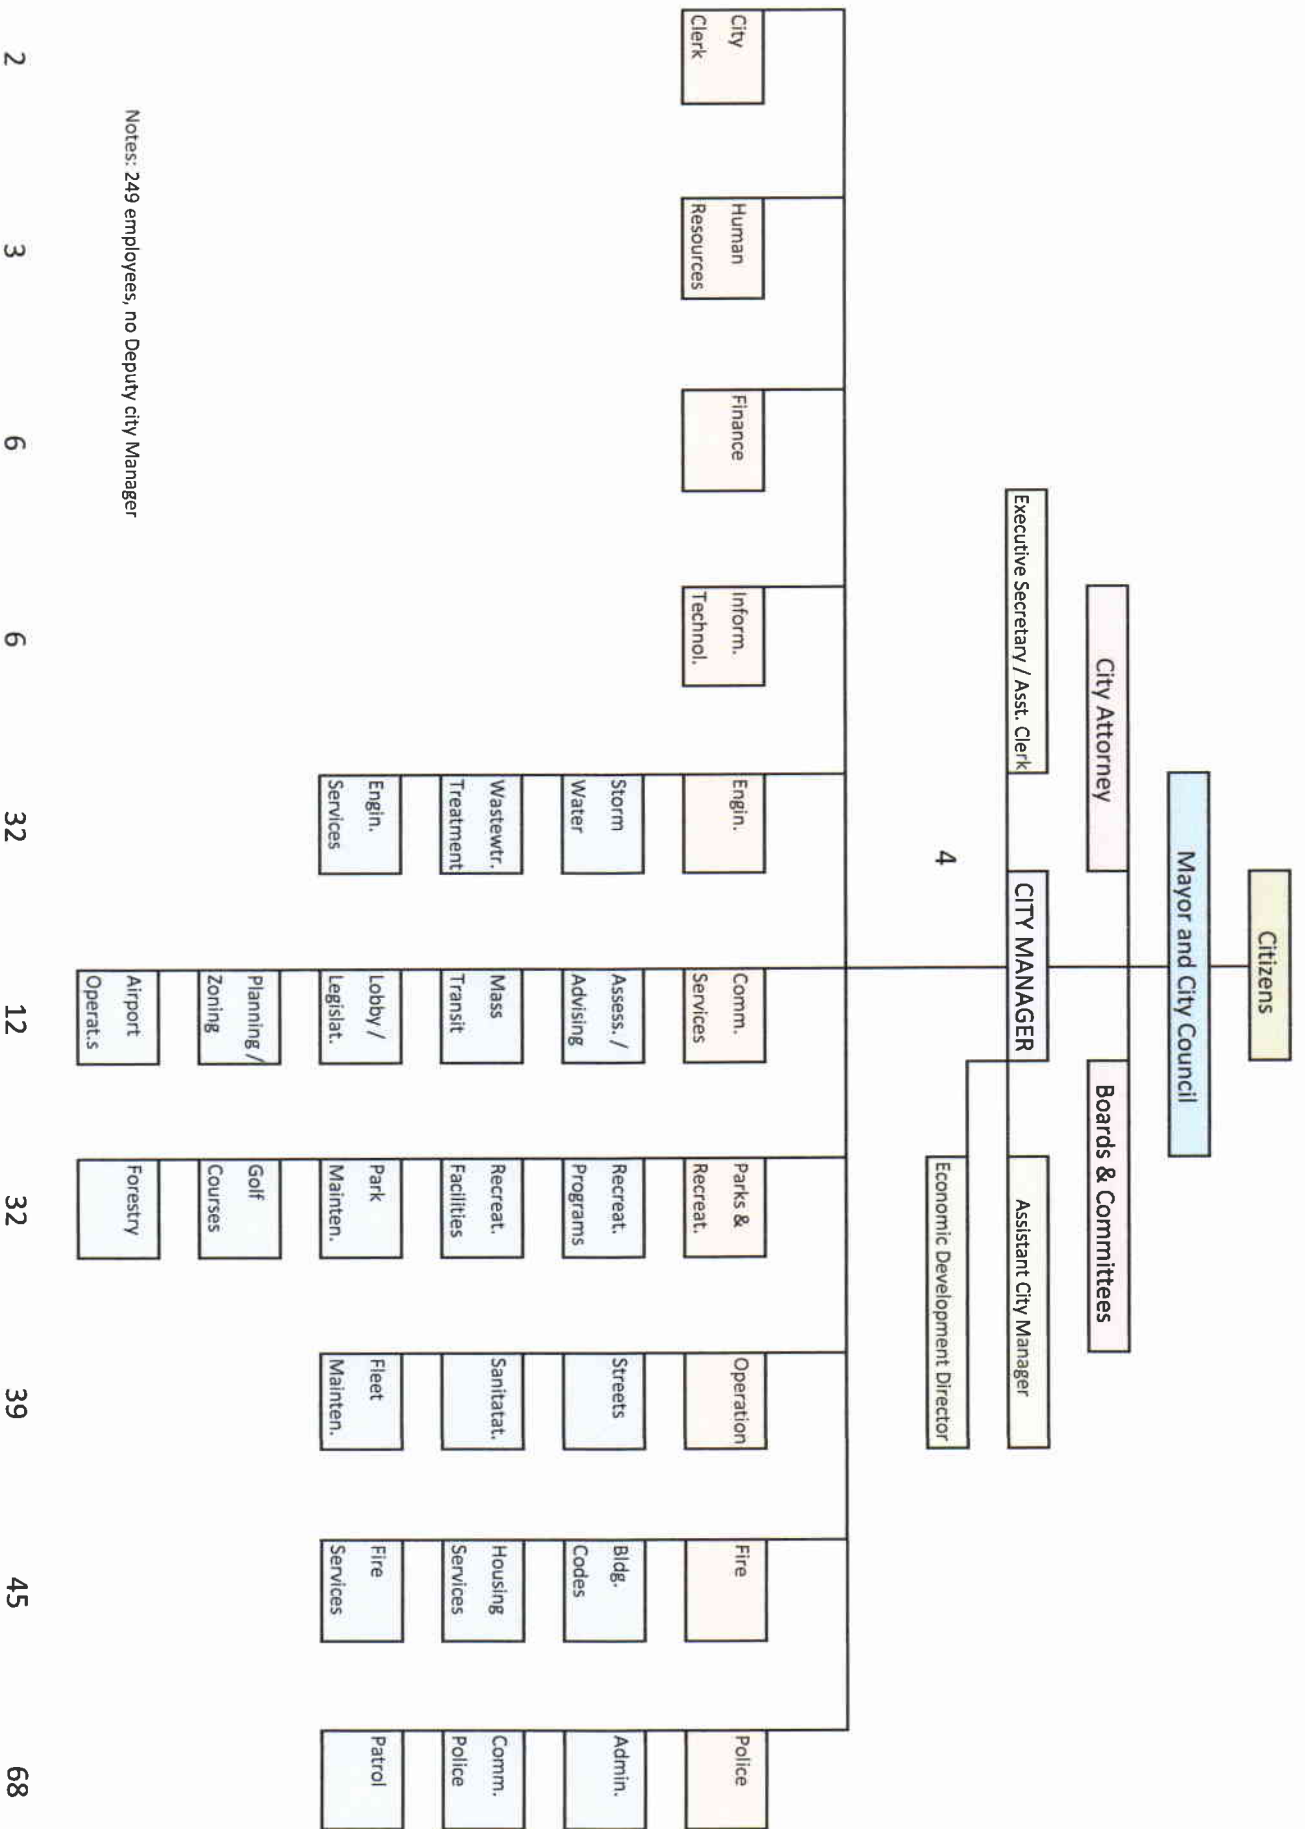 Citizens
Mayor and City Council
City Attorney
Boards & Committees
Executive Secretary / Asst. Clerk
CITY MANAGER
Assistant City Manager
4
Economic Development Director
City
Clerk
Human
Resources
Finance
Inform.
Technol.
Engin.
Comm.
Services
Parks &
Recreat.
Operation
Fire
Police
Storm
Water
Assess. /
Advising
Recreat.
Programs
Streets
Bldg.
Codes
Admin.
Wastewtr.
Treatment
Mass
Transit
Recreat.
Facilities
Sanitatat.
Housing
Services
Comm.
Police
Engin.
Services
Lobby /
Legislat.
Park
Mainten.
Fleet
Mainten.
Fire
Services
Patrol
Planning /
Zoning
Golf
Courses
Airport
Operat.s
Forestry
Notes: 249 employees, no Deputy city Manager
2
3
6
6
32
12
32
39
45
68